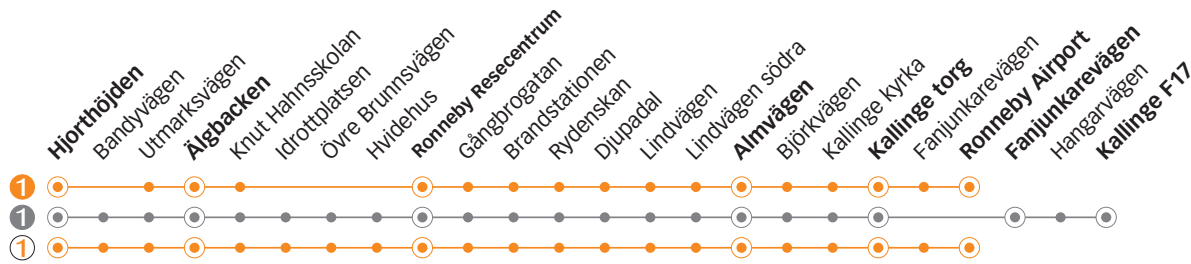 Hjorthöjden
Bandyvägen
Utmarksvägen
Älgbacken
Knut Hahnsskolan
Idrottplatsen
Övre Brunnsvägen
Hvidehus
Ronneby Resecentrum
Gångbrogatan
Brandstationen
Rydenskan
Djupadal
Lindvägen
Lindvägen södra
Almvägen
Björkvägen
Kallinge kyrka
Kallinge torg
Fanjunkarevägen
Ronneby Airport
Fanjunkarevägen
Hangarvägen
Kallinge F17
1
1
1